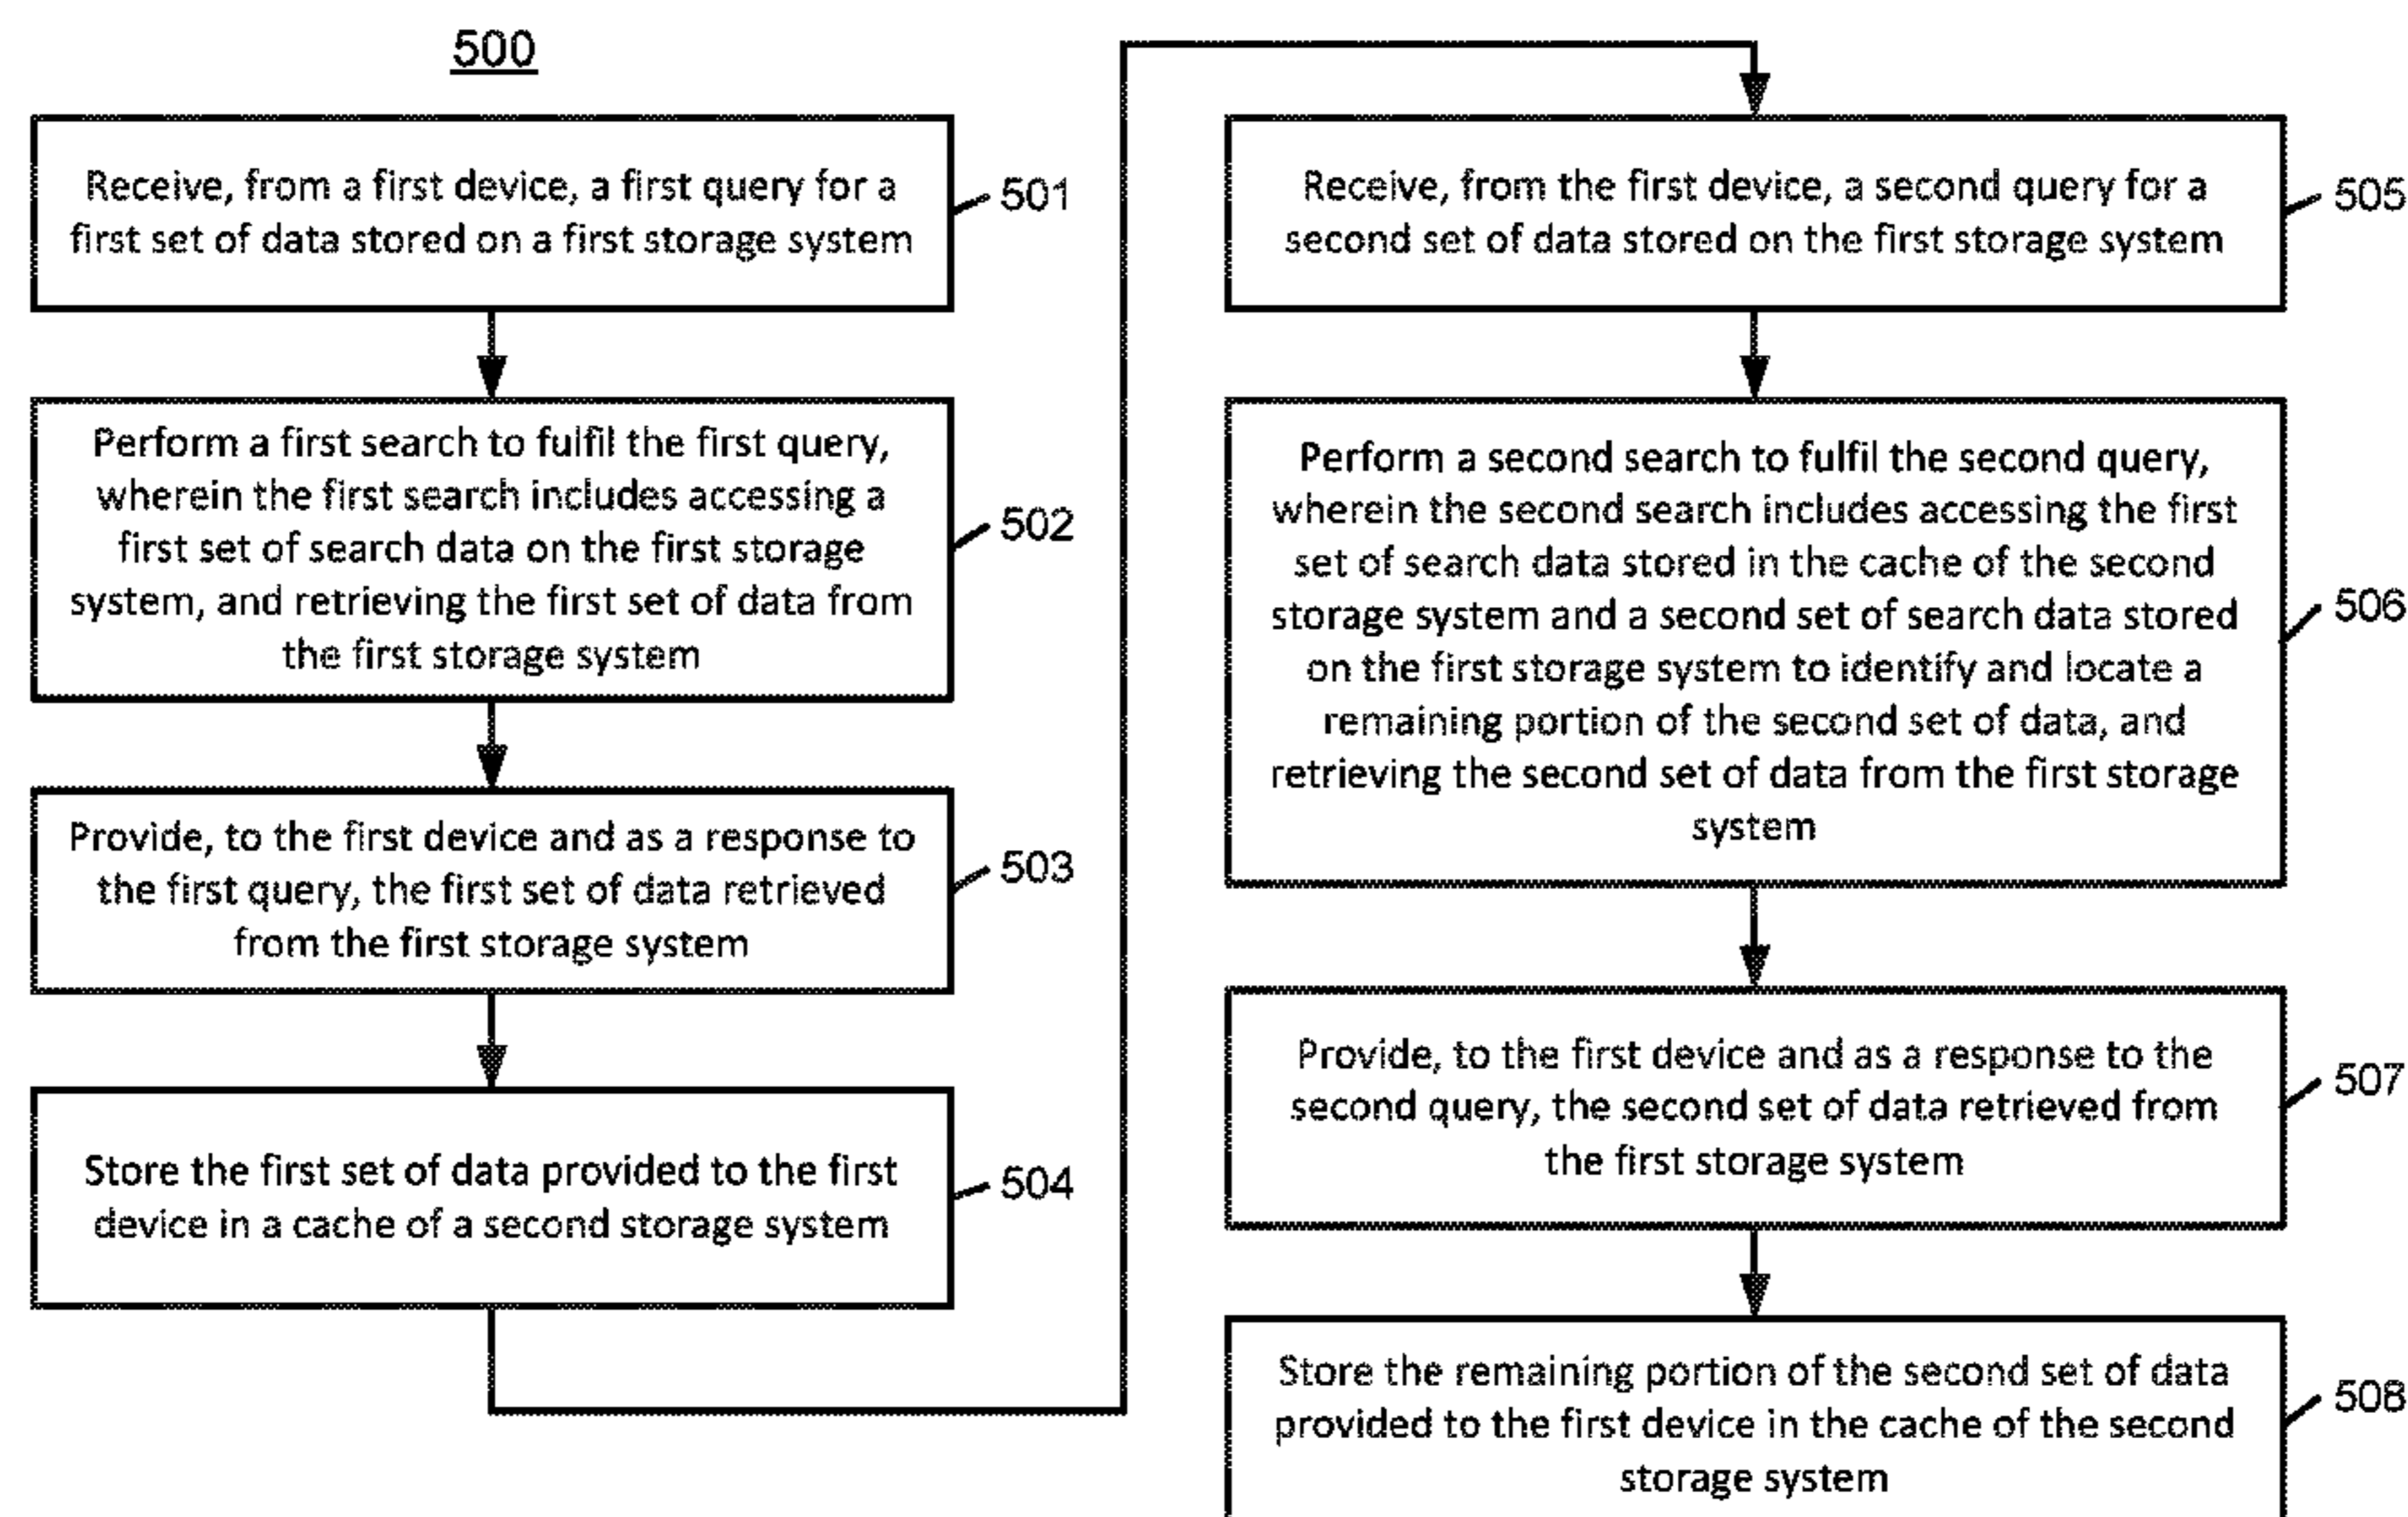 500
Receive, from a first device, a first query for a
first set of data stored on a first storage system
501
Perform a first search to fulfil the first query,
wherein the first search includes accessing a
first set of search data on the first storage
system, and retrieving the first set of data from
the first storage system
502
Provide, to the first device and as a response to
the first query, the first set of data retrieved
from the first storage system
503
Store the first set of data provided to the first
device in a cache of a second storage system
504
Receive, from the first device, a second query for a
second set of data stored on the first storage system
505
Perform a second search to fulfil the second query,
wherein the second search includes accessing the first
set of search data stored in the cache of the second
storage system and a second set of search data stored
on the first storage system to identify and locate a
remaining portion of the second set of data, and
retrieving the second set of data from the first storage
system
506
Provide, to the first device and as a response to the
second query, the second set of data retrieved from
the first storage system
507
Store the remaining portion of the second set of data
provided to the first device in the cache of the second
storage system
508